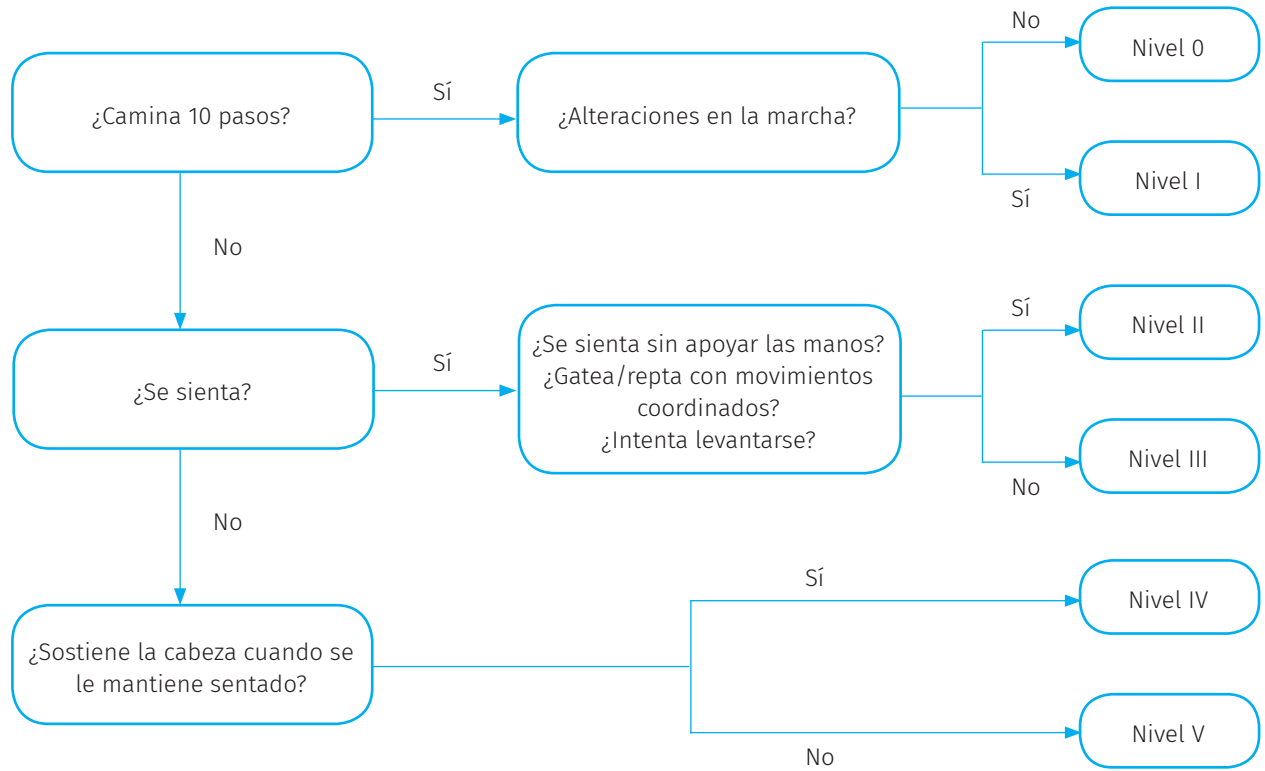 No
Nivel 0
¿Camina 10 pasos?
Sí
¿Alteraciones en la marcha?
Nivel I
Sí
No
Sí
Nivel II
¿Se sienta?
Sí
¿Se sienta sin apoyar las manos?
¿Gatea/repta con movimientos
coordinados?
¿Intenta levantarse?
Nivel III
No
No
Sí
Nivel IV
¿Sostiene la cabeza cuando se
le mantiene sentado?
Nivel V
No